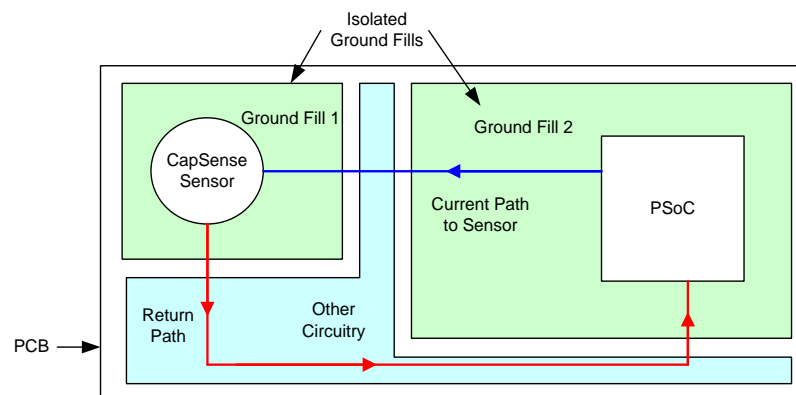 Isolated
Ground Fills
Ground Fill 1
Ground Fill 2
CapSense
Sensor
PSoC
Current Path
to Sensor
Return
Path
Other
Circuitry
PCB